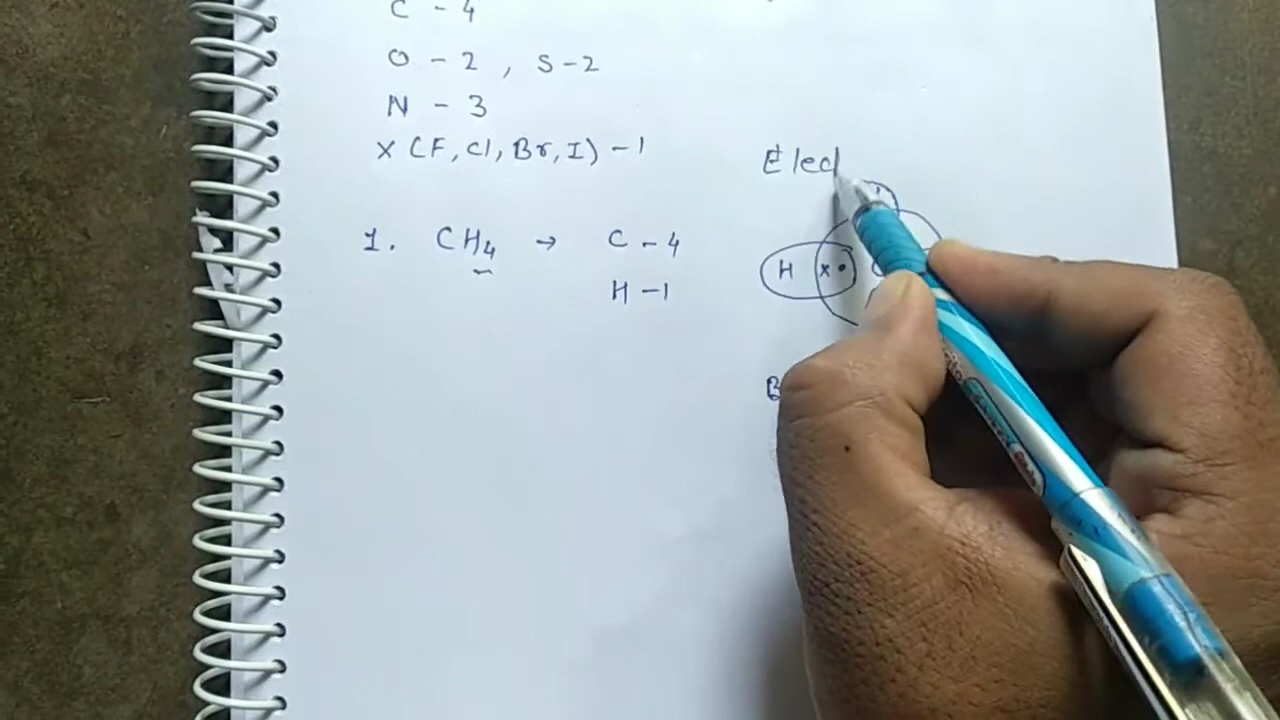 C - 4
O - 2 , S - 2
N - 3
X (F, Cl, Br, I) - 1
Elec
1. CH4 → C - 4
H - 1
H x •
B